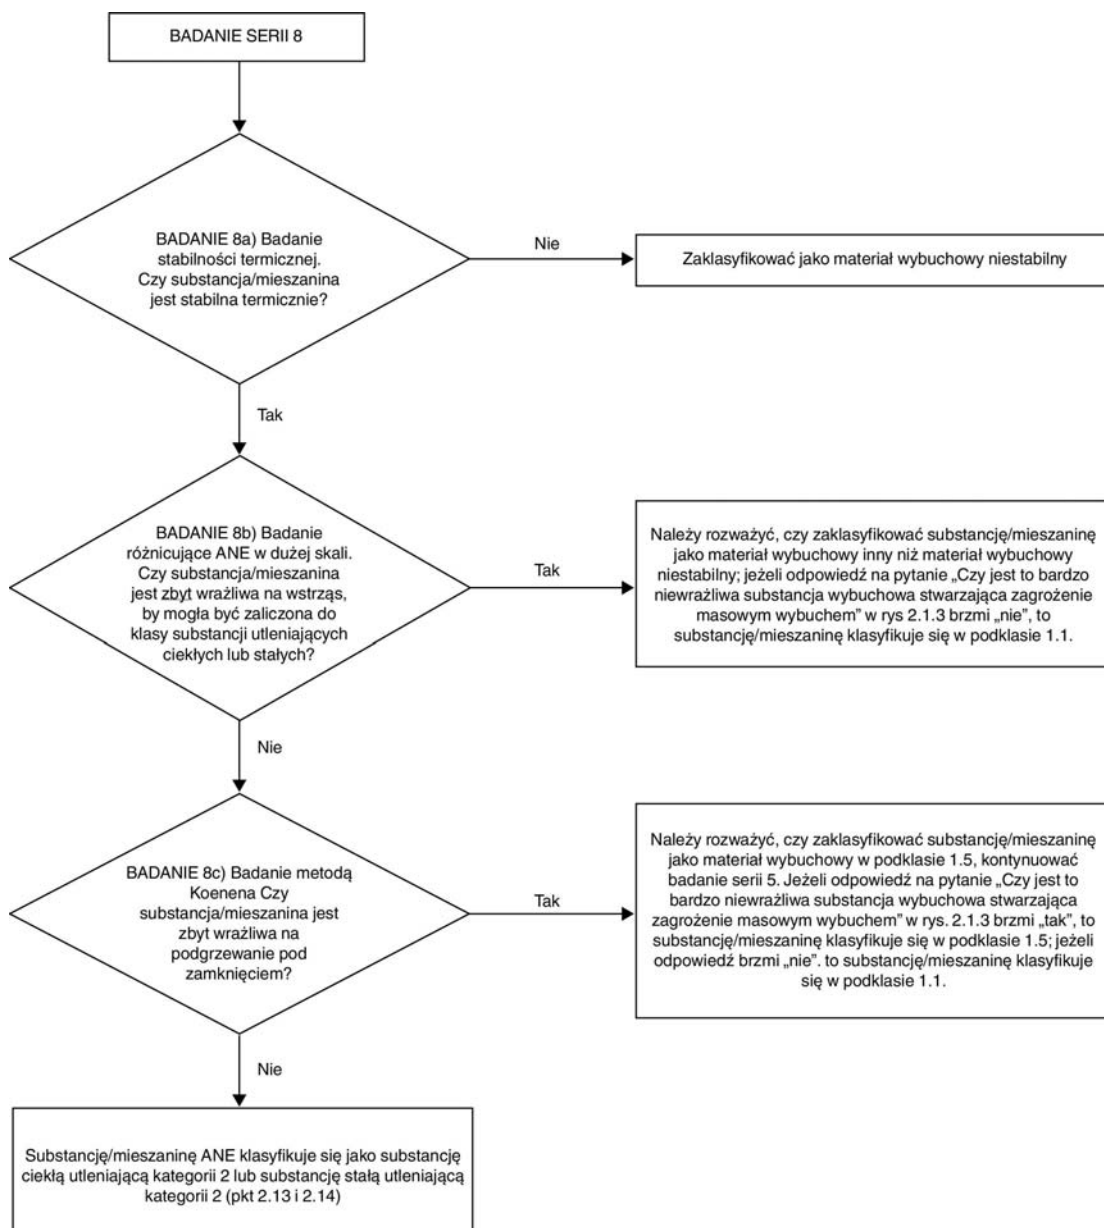 BADANIE SERII 8
BADANIE 8a) Badanie
stabilności termicznej.
Czy substancja/mieszanina
jest stabilna termicznie?
Nie
Zaklasyfikować jako materiał wybuchowy niestabilny
Tak
BADANIE 8b) Badanie
różnicujące ANE w dużej skali.
Czy substancja/mieszanina
jest zbyt wrażliwa na wstrząs,
by mogła być zaliczona do
klasy substancji utleniających
ciekłych lub stałych?
Tak
Należy rozważyć, czy zaklasyfikować substancję/mieszaninę
jako materiał wybuchowy inny niż materiał wybuchowy
niestabilny; jeżeli odpowiedź na pytanie „Czy jest to bardzo
niewrażliwa substancja wybuchowa stwarzająca zagrożenie
masowym wybuchem” w rys 2.1.3 brzmi „nie”, to
substancję/mieszaninę klasyfikuje się w podklasie 1.1.
Nie
BADANIE 8c) Badanie metodą
Koenena Czy
substancja/mieszanina jest
zbyt wrażliwa na
podgrzewanie pod
zamknięciem?
Tak
Należy rozważyć, czy zaklasyfikować substancję/mieszaninę
jako materiał wybuchowy w podklasie 1.5, kontynuować
badanie serii 5. Jeżeli odpowiedź na pytanie „Czy jest to
bardzo niewrażliwa substancja wybuchowa stwarzająca
zagrożenie masowym wybuchem” w rys. 2.1.3 brzmi „tak”, to
substancję/mieszaninę klasyfikuje się w podklasie 1.5; jeżeli
odpowiedź brzmi „nie”. to substancję/mieszaninę klasyfikuje
się w podklasie 1.1.
Nie
Substancję/mieszaninę ANE klasyfikuje się jako substancję
ciekłą utleniającą kategorii 2 lub substancję stałą utleniającą
kategorii 2 (pkt 2.13 i 2.14)